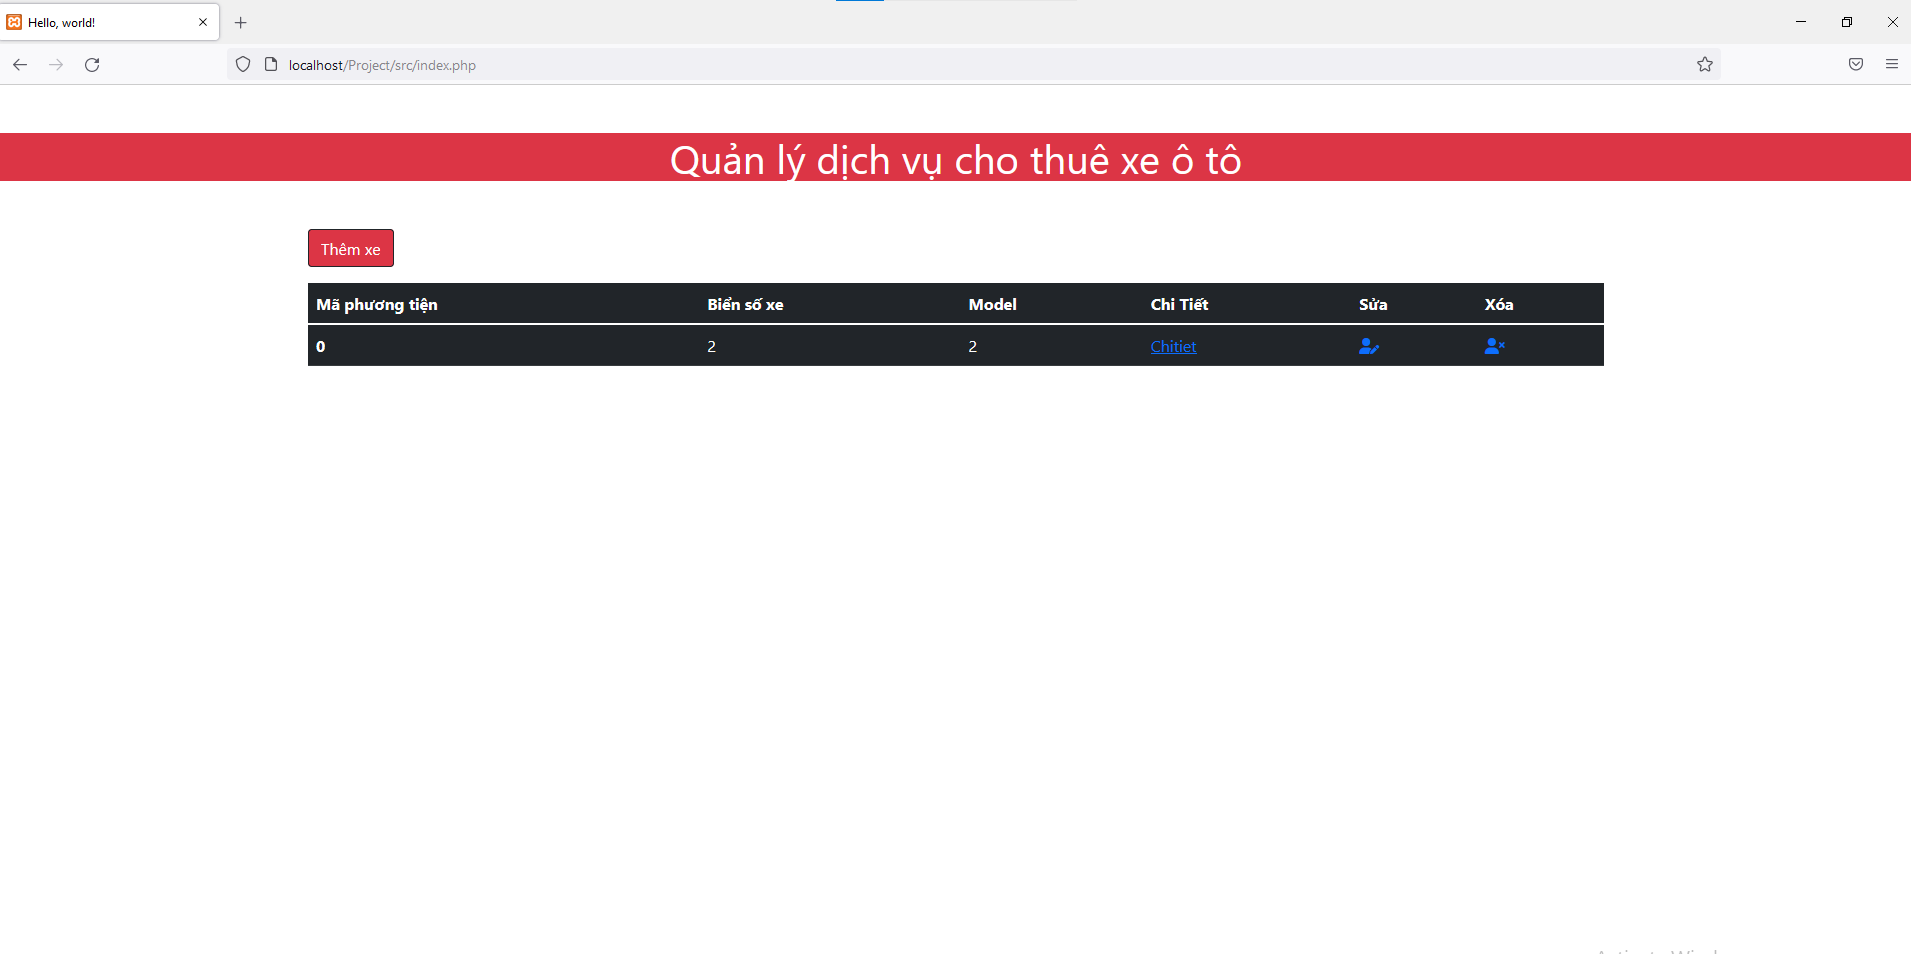 Hello, world!
localhost/Project/src/index.php
Quản lý dịch vụ cho thuê xe ô tô
Thêm xe
Mã phương tiện Biển số xe Model Chi Tiết Sửa Xóa
0 2 2 Chitiet